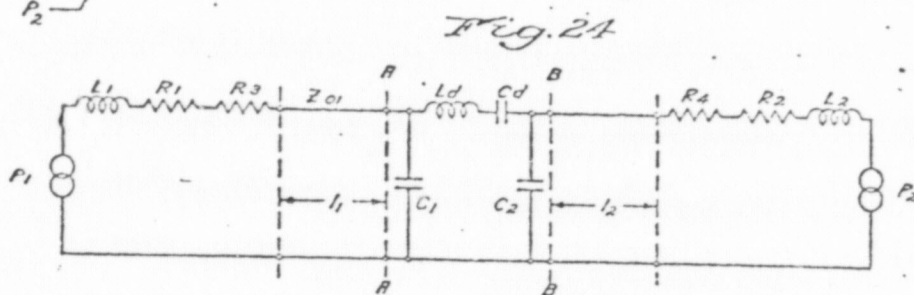 P2
Fig. 24
A B
L1 R1 R3 Z01 Ld Cd R4 R2 L2
P1 l1 C1 C2 l2 P2
A B